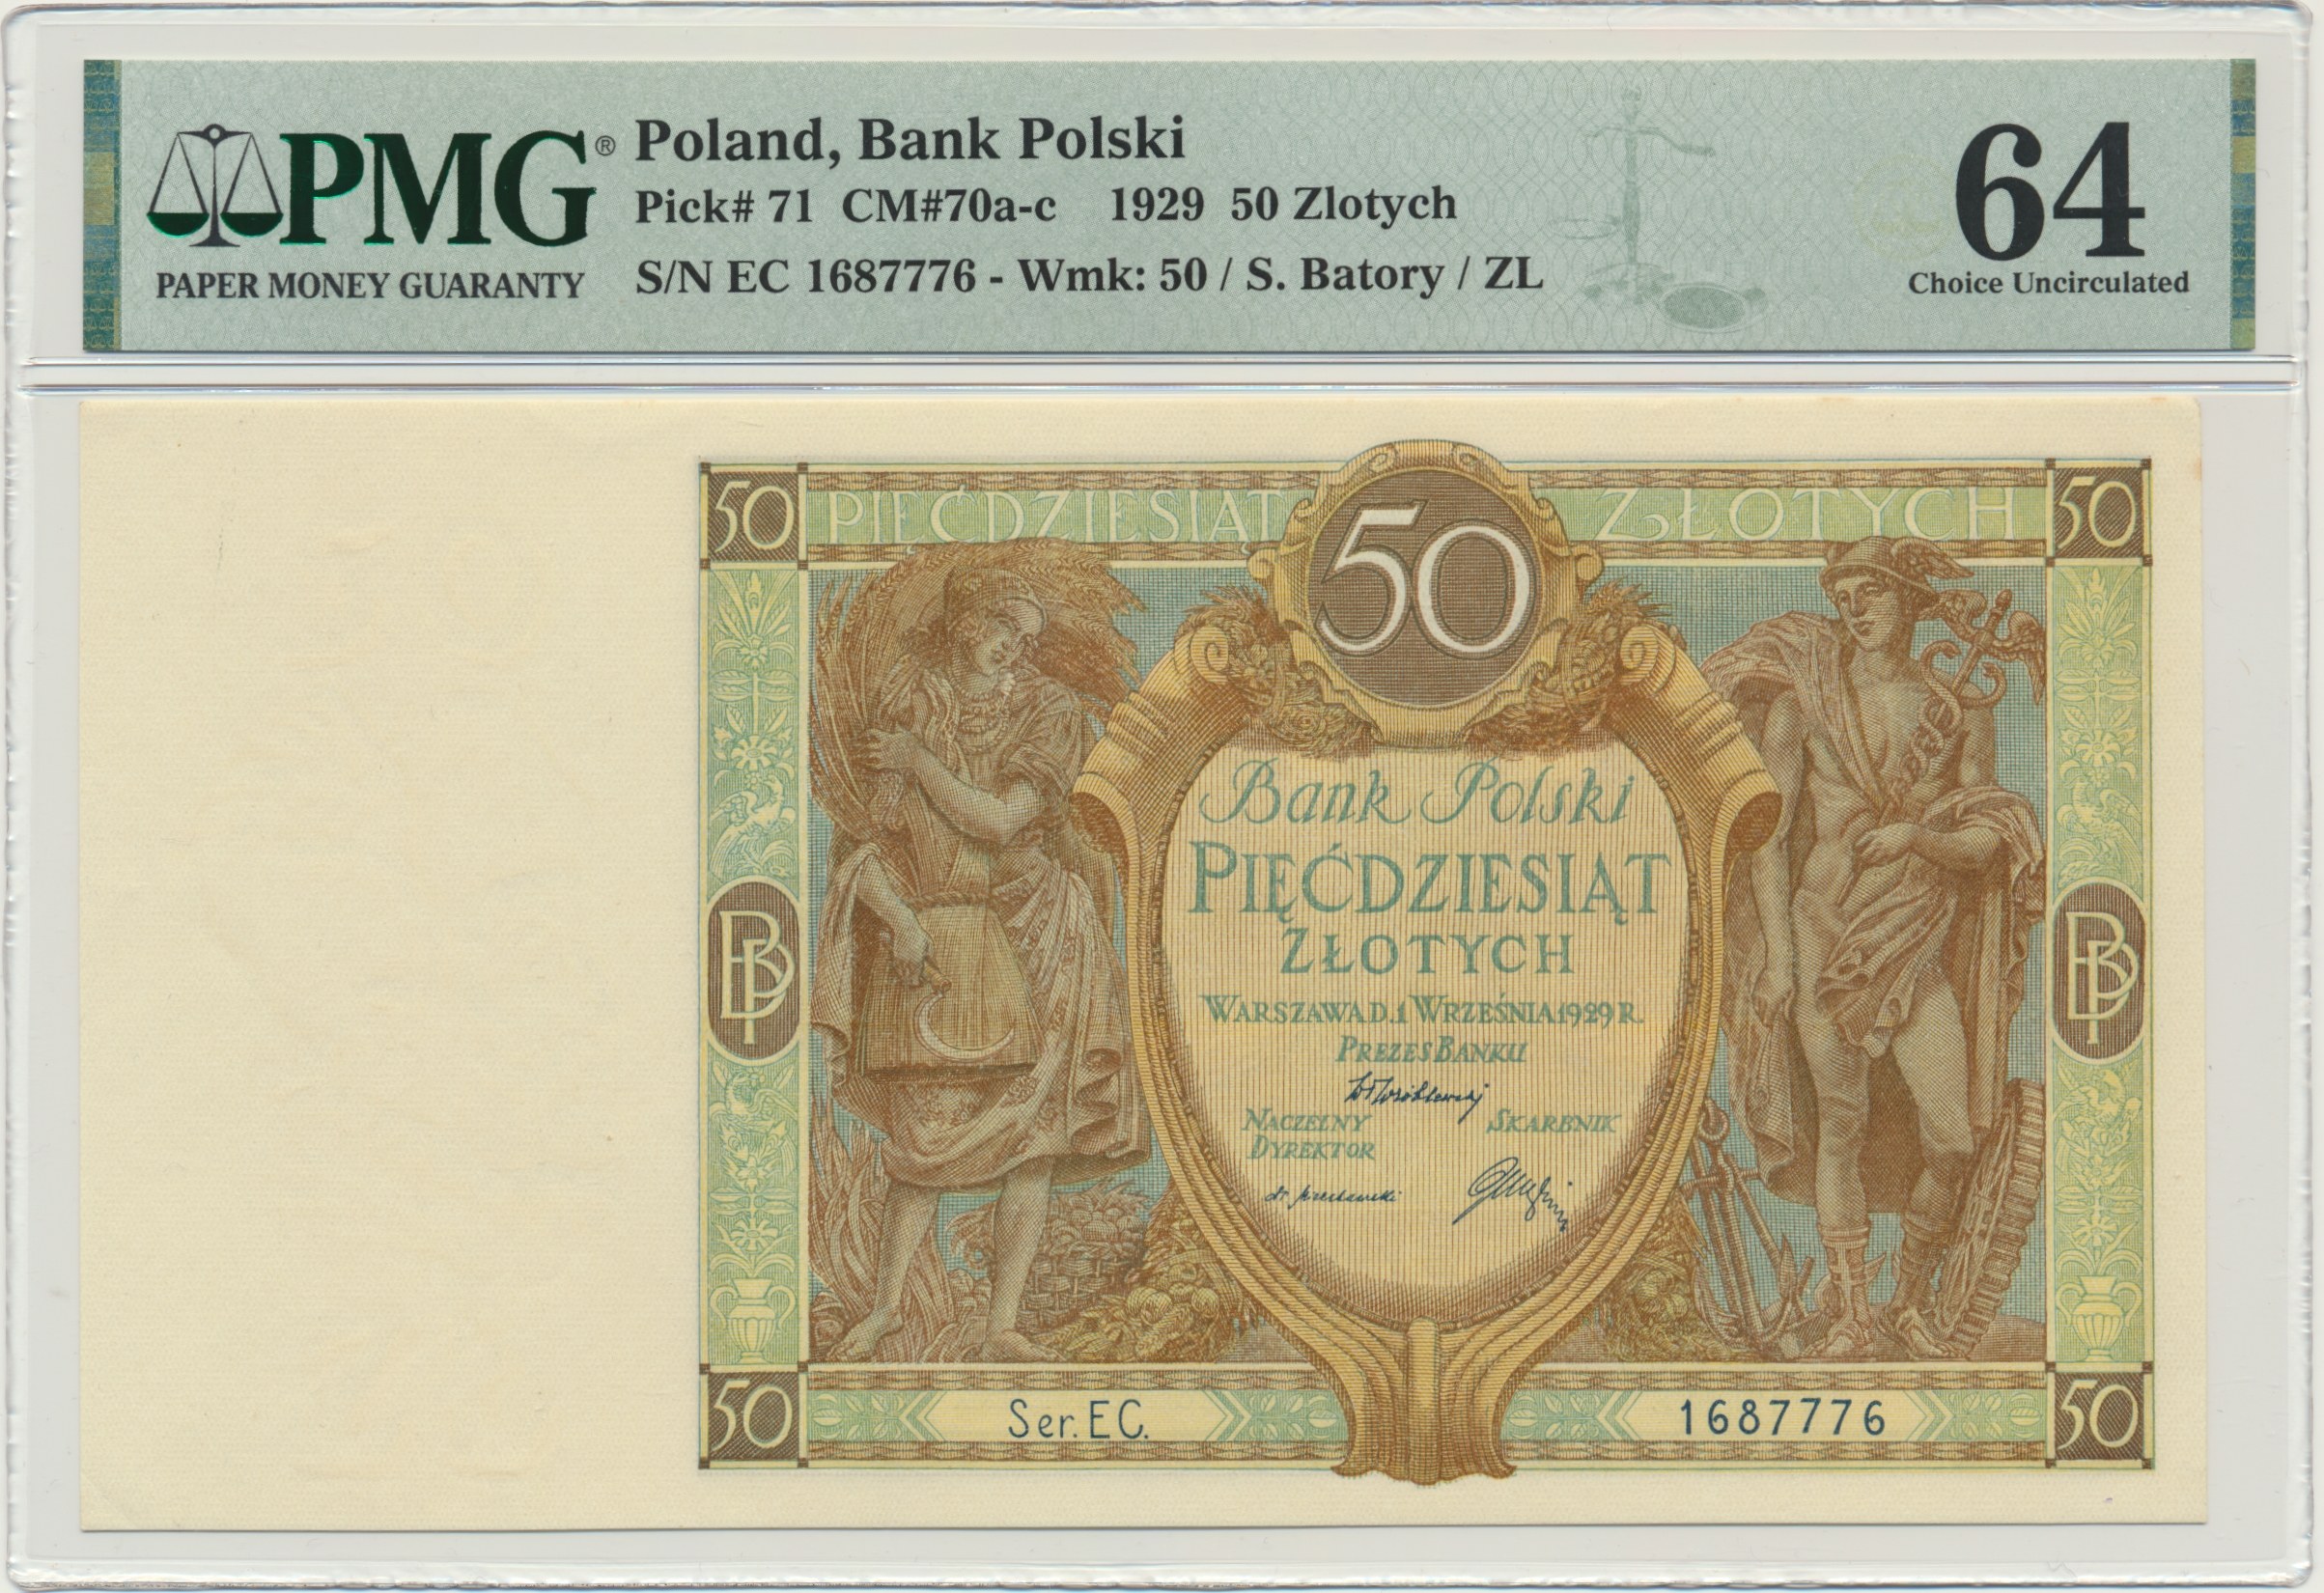 PMG®
PAPER MONEY GUARANTY
Poland, Bank Polski
Pick# 71 CM#70a-c 1929 50 Zlotych
S/N EC 1687776 - Wmk: 50 / S. Batory / ZL
64
Choice Uncirculated
50 PIĘĆDZIESIĄT 50 ZŁOTYCH 50
Bank Polski
PIĘĆDZIESIĄT
ZŁOTYCH
WARSZAWA D. 1 WRZEŚNIA 1929 R.
PREZES BANKU
NACZELNY SKARBNIK
DYREKTOR
BP BP
50 Ser. EC. 1687776 50